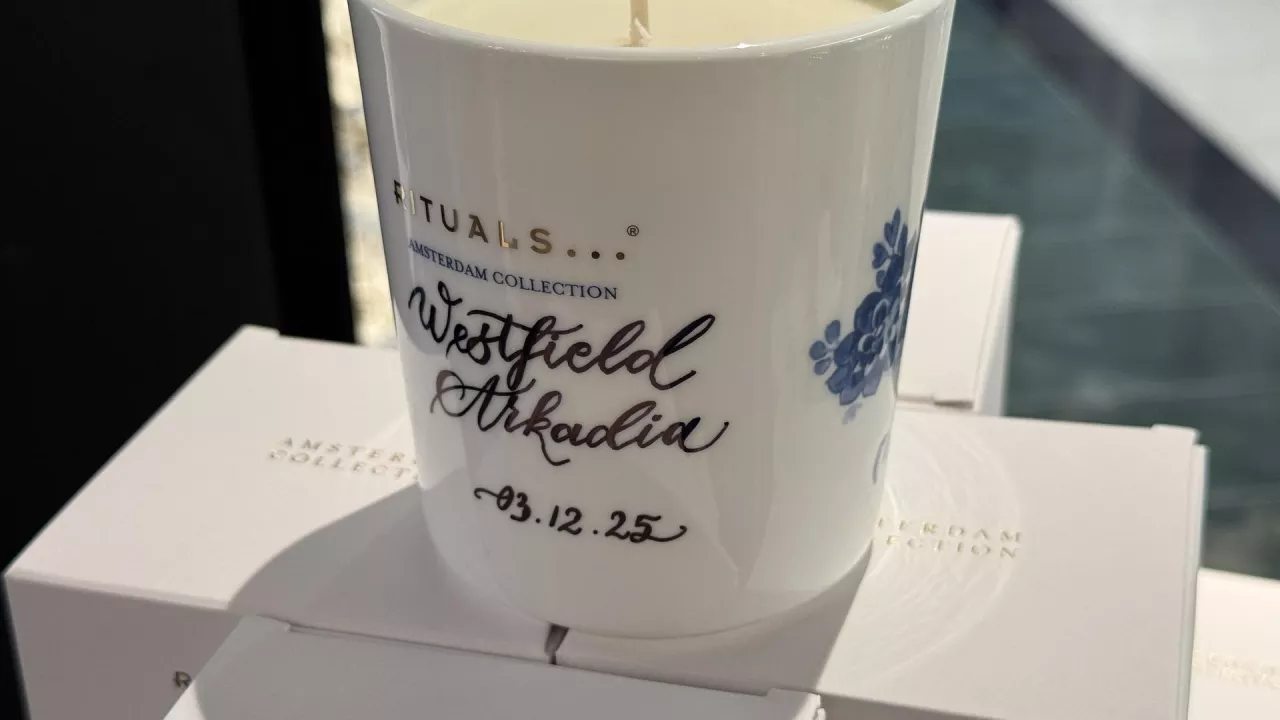 RITUALS...®
AMSTERDAM COLLECTION
Westfield
Arkadia
03.12.25